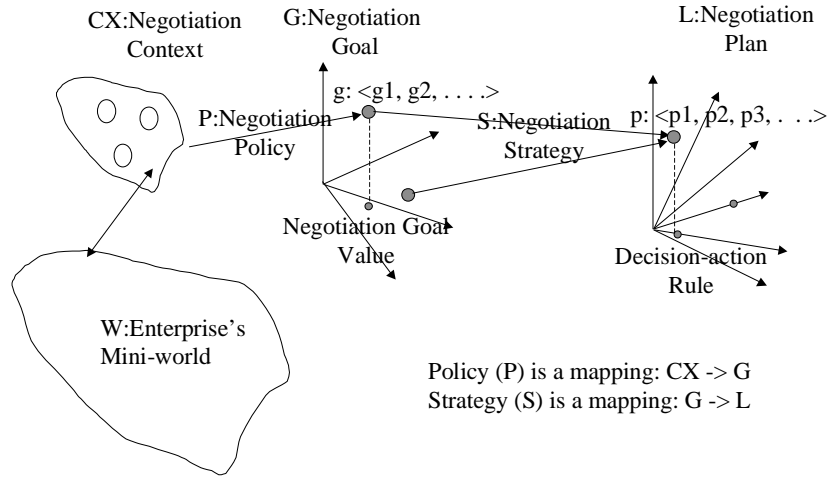 CX:Negotiation
Context
G:Negotiation
Goal
L:Negotiation
Plan
g: <g1, g2, . . . .>
P:Negotiation
Policy
S:Negotiation
Strategy
p: <p1, p2, p3, . . .>
Negotiation Goal
Value
Decision-action
Rule
W:Enterprise's
Mini-world
Policy (P) is a mapping: CX -> G
Strategy (S) is a mapping: G -> L